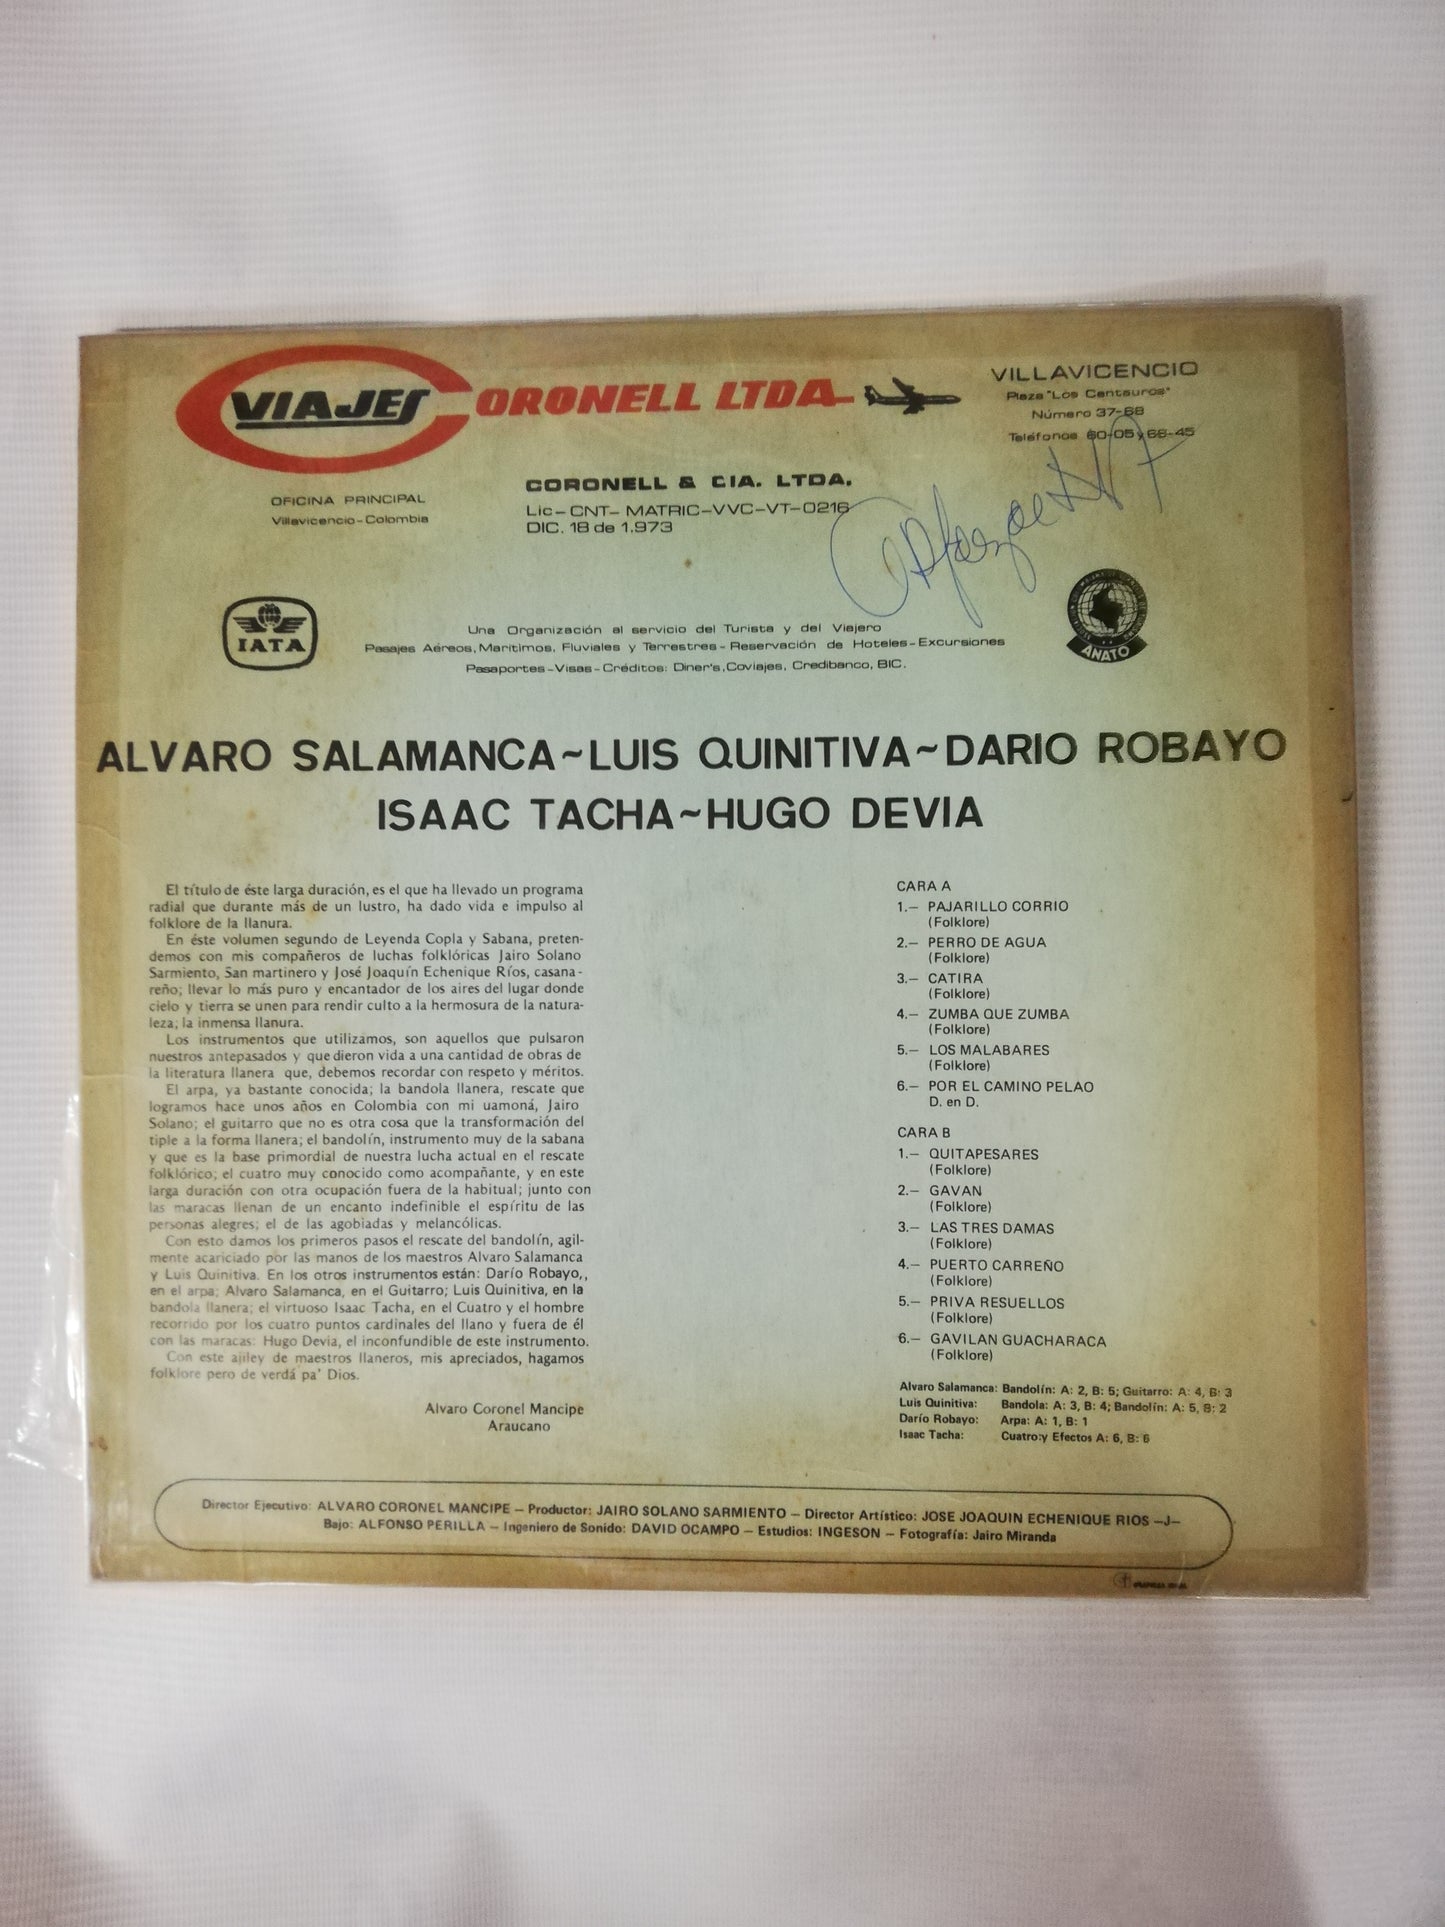 VIAJES CORONELL LTDA
VILLAVICENCIO
Plaza "Los Centauros"
Número 37-68
Teléfonos 60-05 y 66-45
OFICINA PRINCIPAL
Villavicencio-Colombia
CORONELL & CIA. LTDA.
Lic- CNT- MATRIC-VVC-VT-0216
DIC. 18 de 1.973
IATA
ANATO
Una Organización al servicio del Turista y del Viajero
Pasajes Aéreos, Marítimos, Fluviales y Terrestres - Reservación de Hoteles-Excursiones
Pasaportes-Visas-Créditos: Diner's, Coviajes, Credibanco, BIC.
ALVARO SALAMANCA~LUIS QUINITIVA~DARIO ROBAYO
ISAAC TACHA~HUGO DEVIA
El título de éste larga duración, es el que ha llevado un programa
radial que durante más de un lustro, ha dado vida e impulso al
folklore de la llanura.
En éste volumen segundo de Leyenda Copla y Sabana, preten-
demos con mis compañeros de luchas folklóricas Jairo Solano
Sarmiento, San martinero y José Joaquín Echenique Ríos, casana-
reño; llevar lo más puro y encantador de los aires del lugar donde
cielo y tierra se unen para rendir culto a la hermosura de la natura-
leza; la inmensa llanura.
Los instrumentos que utilizamos, son aquellos que pulsaron
nuestros antepasados y que dieron vida a una cantidad de obras de
la literatura llanera que, debemos recordar con respeto y méritos.
El arpa, ya bastante conocida; la bandola llanera, rescate que
logramos hace unos años en Colombia con mi uamoná, Jairo
Solano; el guitarro que no es otra cosa que la transformación del
tiple a la forma llanera; el bandolín, instrumento muy de la sabana
y que es la base primordial de nuestra lucha actual en el rescate
folklórico; el cuatro muy conocido como acompañante, y en este
larga duración con otra ocupación fuera de la habitual; junto con
las maracas llenan de un encanto indefinible el espíritu de las
personas alegres; el de las agobiadas y melancólicas.
Con esto damos los primeros pasos el rescate del bandolín, agil-
mente acariciado por las manos de los maestros Alvaro Salamanca
y Luis Quinitiva. En los otros instrumentos están: Darío Robayo,,
en el arpa; Alvaro Salamanca, en el Guitarro; Luis Quinitiva, en la
bandola llanera; el virtuoso Isaac Tacha, en el Cuatro y el hombre
recorrido por los cuatro puntos cardinales del llano y fuera de él
con las maracas: Hugo Devia, el inconfundible de este instrumento.
Con este ajiley de maestros llaneros, mis apreciados, hagamos
folklore pero de verdá pa' Dios.
Alvaro Coronel Mancipe
Araucano
CARA A
1.- PAJARILLO CORRIO
(Folklore)
2.- PERRO DE AGUA
(Folklore)
3.- CATIRA
(Folklore)
4.- ZUMBA QUE ZUMBA
(Folklore)
5.- LOS MALABARES
(Folklore)
6.- POR EL CAMINO PELAO
D. en D.
CARA B
1.- QUITAPESARES
(Folklore)
2.- GAVAN
(Folklore)
3.- LAS TRES DAMAS
(Folklore)
4.- PUERTO CARREÑO
(Folklore)
5.- PRIVA RESUELLOS
(Folklore)
6.- GAVILAN GUACHARACA
(Folklore)
Alvaro Salamanca: Bandolín: A: 2, B: 5; Guitarro: A: 4, B: 3
Luis Quinitiva: Bandola: A: 3, B: 4; Bandolín: A: 5, B: 2
Darío Robayo: Arpa: A: 1, B: 1
Isaac Tacha: Cuatro:y Efectos A: 6, B: 6
Director Ejecutivo: ALVARO CORONEL MANCIPE - Productor: JAIRO SOLANO SARMIENTO - Director Artístico: JOSE JOAQUIN ECHENIQUE RIOS -J-
Bajo: ALFONSO PERILLA - Ingeniero de Sonido: DAVID OCAMPO - Estudios: INGESON - Fotografía: Jairo Miranda